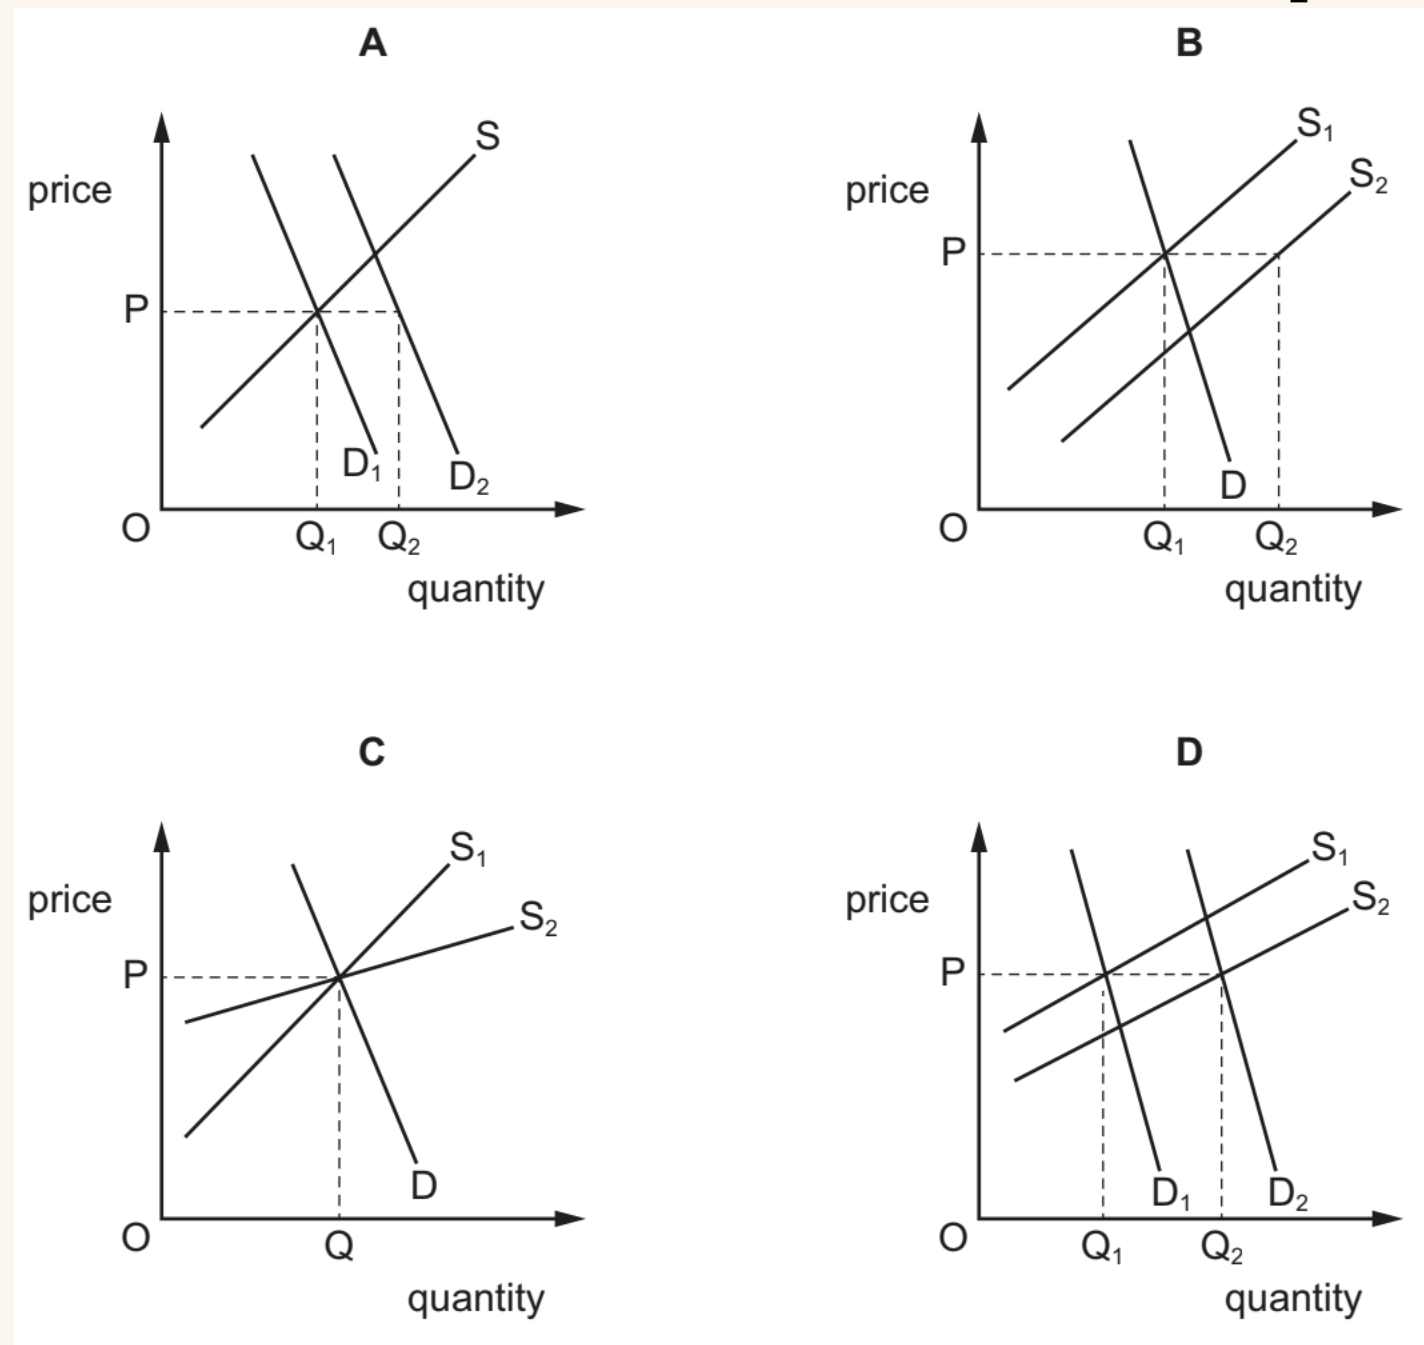 A
B
price
S
P
D₁
D₂
O
Q₁
Q₂
quantity
price
S₁
S₂
P
D
O
Q₁
Q₂
quantity
C
D
price
S₁
S₂
P
D
O
Q
quantity
price
S₁
S₂
P
D₁
D₂
O
Q₁
Q₂
quantity